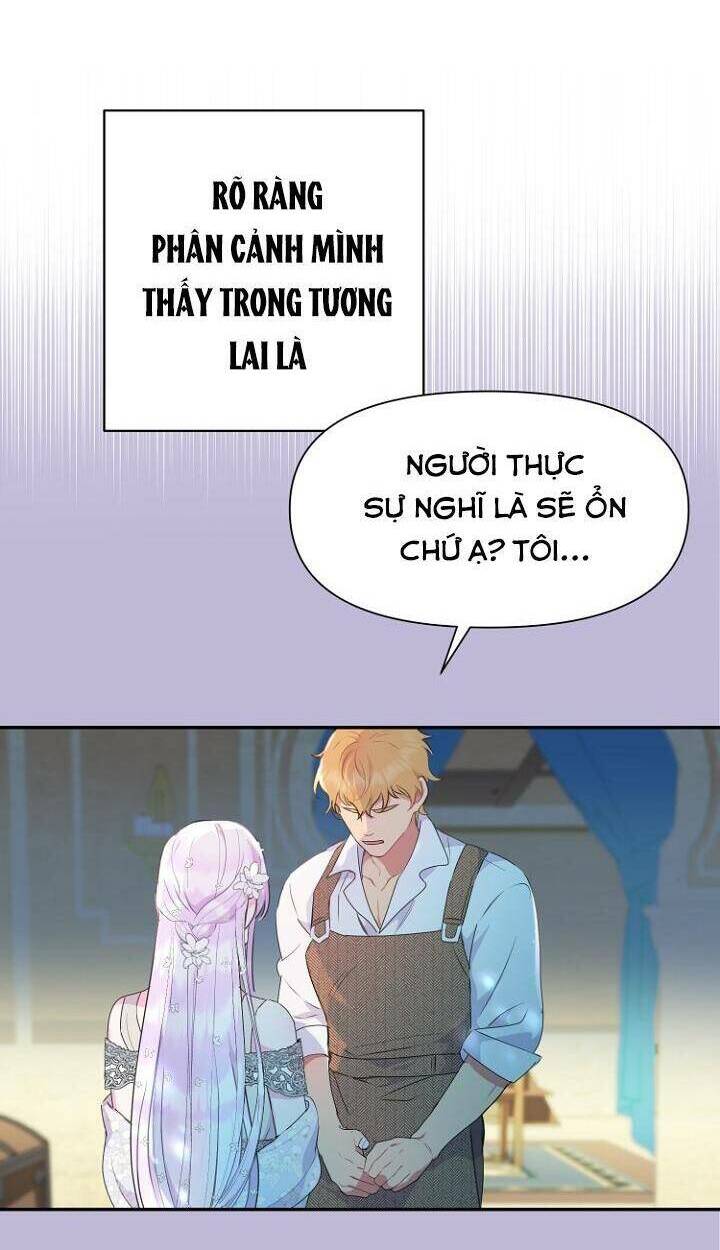 RÕ RÀNG
PHÂN CẢNH MÌNH
THẤY TRONG TƯƠNG
LAI LÀ
NGƯỜI THỰC
SỰ NGHĨ LÀ SẼ ỔN
CHỨ Ạ? TÔI...